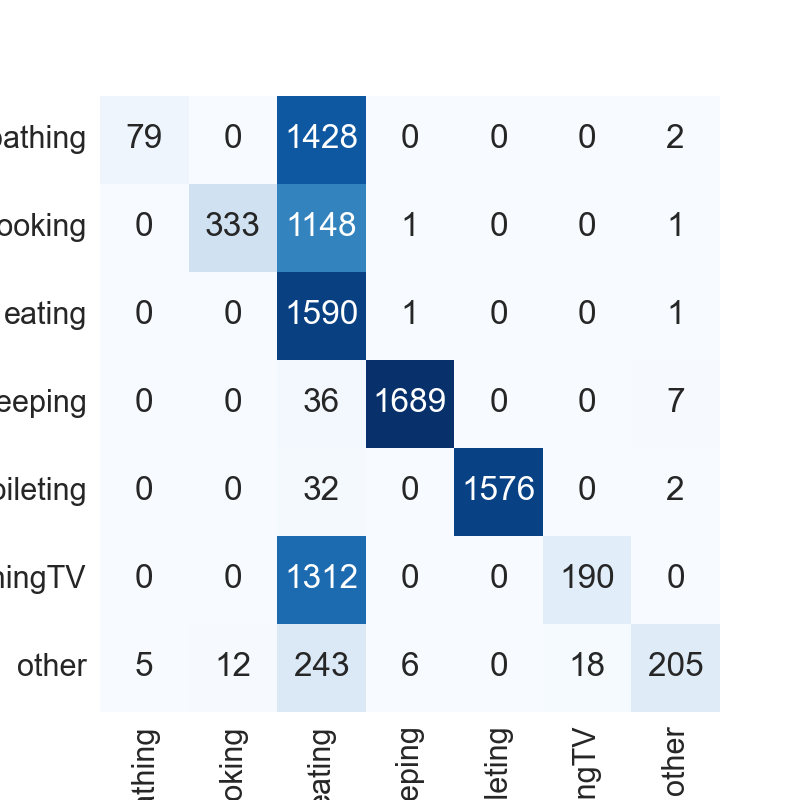 athing 79 0 1428 0 0 0 2
ooking 0 333 1148 1 0 0 1
eating 0 0 1590 1 0 0 1
eeping 0 0 36 1689 0 0 7
oileting 0 0 32 0 1576 0 2
hingTV 0 0 1312 0 0 190 0
other 5 12 243 6 0 18 205
athing oking eating eping leting ngTV other